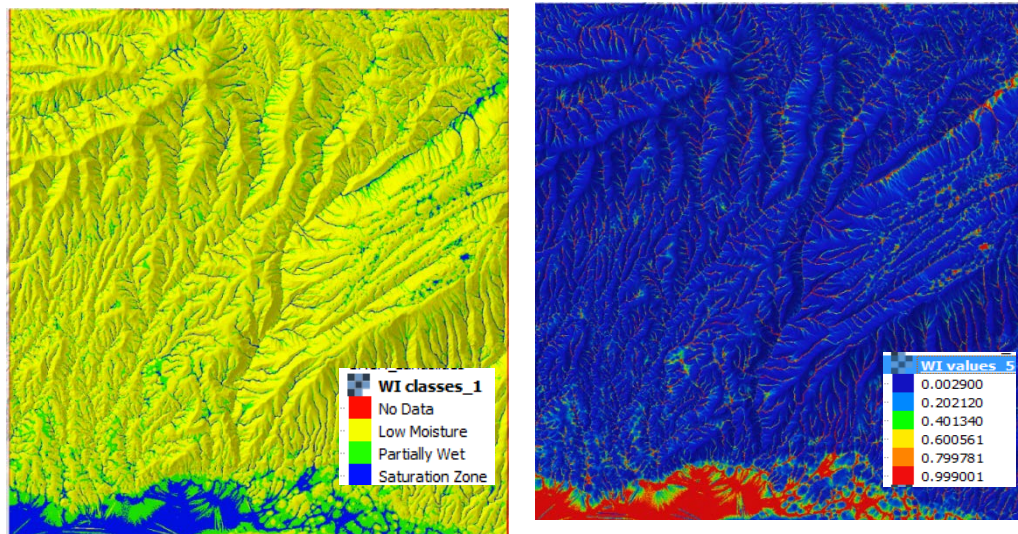 WI classes_1
No Data
Low Moisture
Partially Wet
Saturation Zone
WI values_5
0.002900
0.202120
0.401340
0.600561
0.799781
0.999001